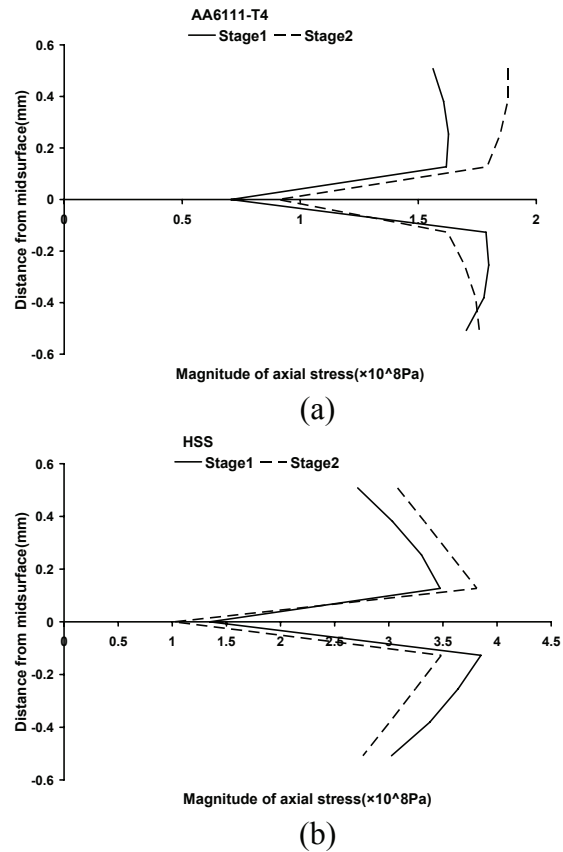 AA6111-T4
Stage1 Stage2
Distance from midsurface(mm)
0.6
0.4
0.2
0
-0.2
-0.4
-0.6
0 0.5 1 1.5 2
Magnitude of axial stress(×10^8Pa)
(a)
HSS
Stage1 Stage2
Distance from midsurface(mm)
0.6
0.4
0.2
0
-0.2
-0.4
-0.6
0 0.5 1 1.5 2 2.5 3 3.5 4 4.5
Magnitude of axial stress(×10^8Pa)
(b)